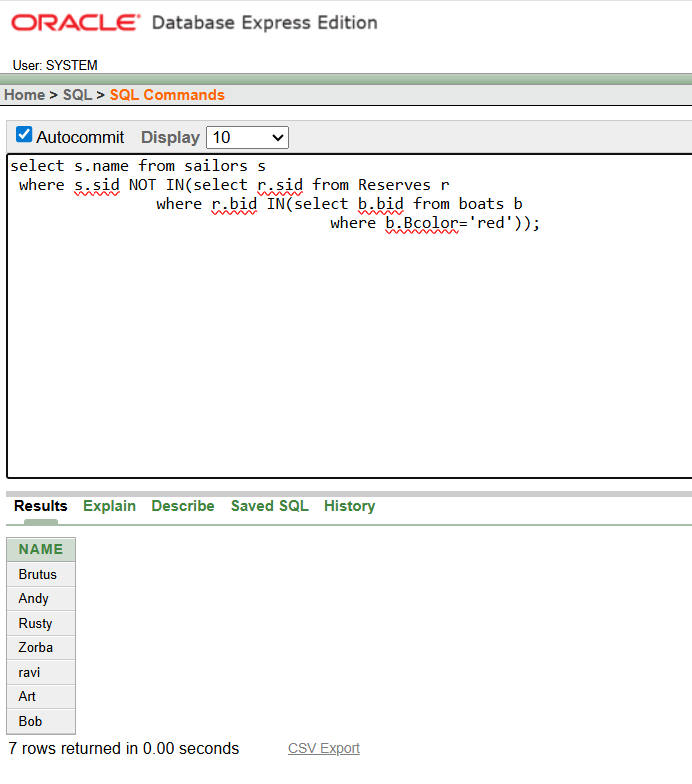 ORACLE® Database Express Edition
User: SYSTEM
Home > SQL > SQL Commands
Autocommit Display 10
select s.name from sailors s
where s.sid NOT IN(select r.sid from Reserves r
where r.bid IN(select b.bid from boats b
where b.Bcolor='red'));
Results Explain Describe Saved SQL History
NAME
Brutus
Andy
Rusty
Zorba
ravi
Art
Bob
7 rows returned in 0.00 seconds CSV Export